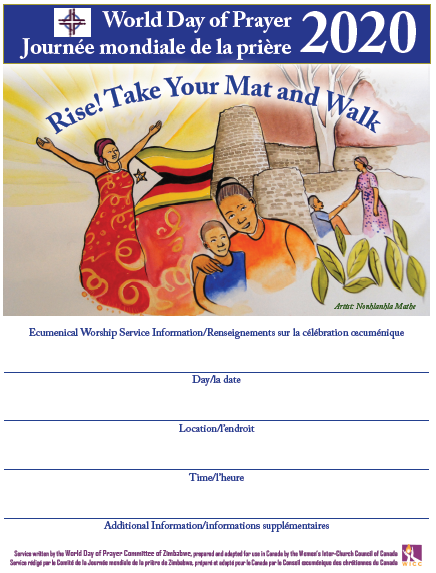 World Day of Prayer
Journée mondiale de la prière
2020
Rise! Take Your Mat and Walk
Artist: Nonhlanhla Mathe
Ecumenical Worship Service Information/Renseignements sur la célébration œcuménique
Day/la date
Location/l'endroit
Time/l'heure
Additional Information/informations supplémentaires
Service written by the World Day of Prayer Committee of Zimbabwe, prepared and adapted for use in Canada by the Women's Inter-Church Council of Canada
Service rédigé par le Comité de la Journée mondiale de la prière de Zimbabwe, préparé et adapté pour le Canada par le Conseil œcuménique des chrétiennes du Canada
WICC